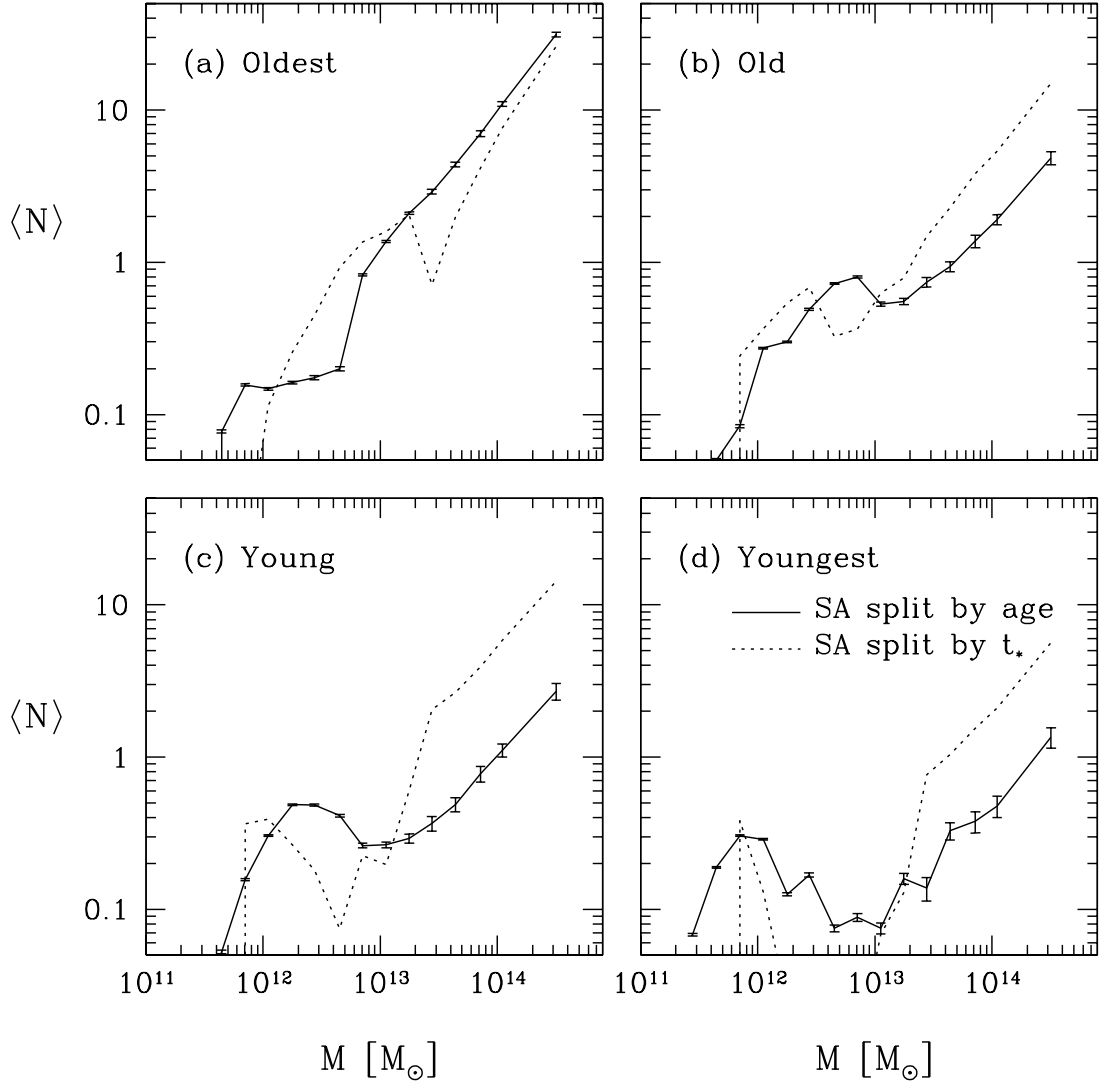 (a) Oldest
(b) Old
10
1
0.1
⟨N⟩
(c) Young
(d) Youngest
SA split by age
SA split by t*
10
1
0.1
⟨N⟩
10¹¹ 10¹² 10¹³ 10¹⁴
10¹¹ 10¹² 10¹³ 10¹⁴
M [M⊙]
M [M⊙]